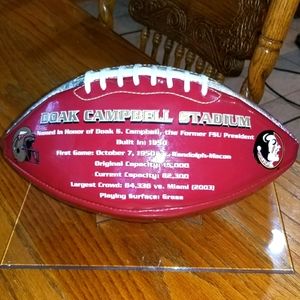 DOAK CAMPBELL STADIUM
Named in Honor of Doak S. Campbell, the Former FSU President
Built in: 1950
First Game: October 7, 1950 vs. Randolph-Macon
Original Capacity: 15,000
Current Capacity: 82,300
Largest Crowd: 84,336 vs. Miami (2003)
Playing Surface: Grass